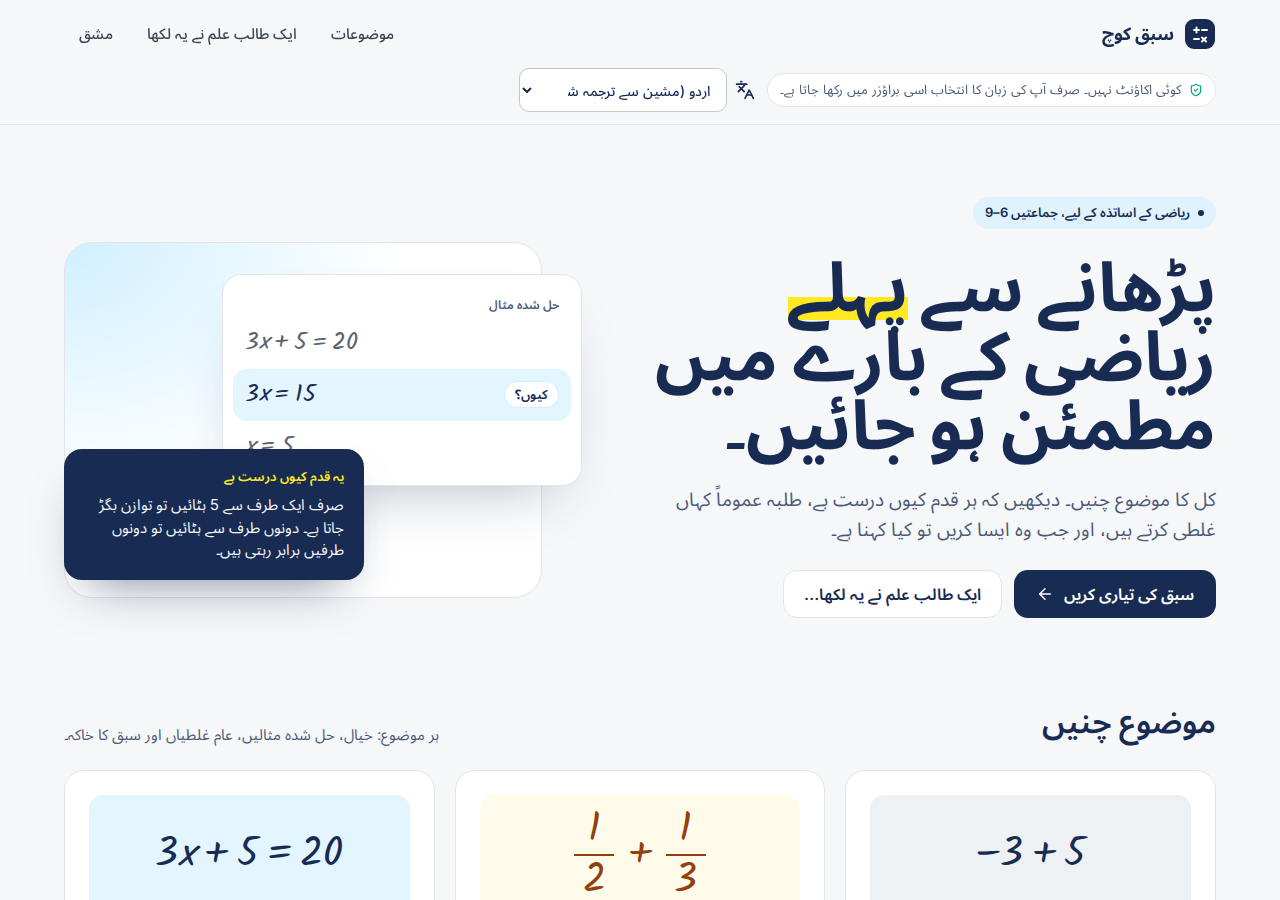 سبق کوچ
موضوعات
ایک طالب علم نے یہ لکھا
مشق
کوئی اکاؤنٹ نہیں۔ صرف آپ کی زبان کا انتخاب اسی براؤزر میں رکھا جاتا ہے۔
اردو (مشین سے ترجمہ
ریاضی کے اساتذہ کے لیے، جماعتیں 6–9
پڑھانے سے پہلے
ریاضی کے بارے میں
مطمئن ہو جائیں۔
کل کا موضوع چنیں۔ دیکھیں کہ ہر قدم کیوں درست ہے، طلبہ عموماً کہاں
غلطی کرتے ہیں، اور جب وہ ایسا کریں تو کیا کہنا ہے۔
سبق کی تیاری کریں
ایک طالب علم نے یہ لکھا...
حل شدہ مثال
3x + 5 = 20
3x = 15
کیوں؟
x = 5
یہ قدم کیوں درست ہے
صرف ایک طرف سے 5 ہٹائیں تو توازن بگڑ
جاتا ہے۔ دونوں طرف سے ہٹائیں تو دونوں
طرفیں برابر رہتی ہیں۔
موضوع چنیں
ہر موضوع: خیال، حل شدہ مثالیں، عام غلطیاں اور سبق کا خاکہ۔
−3 + 5
1/2 + 1/3
3x + 5 = 20